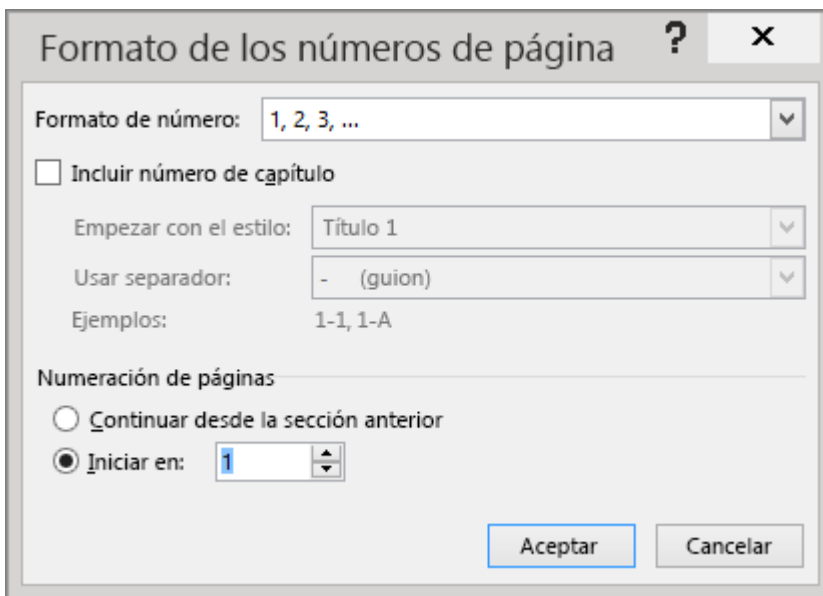 Formato de los números de página ? x
Formato de número: 1, 2, 3, ...
Incluir número de capítulo
Empezar con el estilo: Título 1
Usar separador: - (guion)
Ejemplos: 1-1, 1-A
Numeración de páginas
Continuar desde la sección anterior
Iniciar en: 1
Aceptar Cancelar